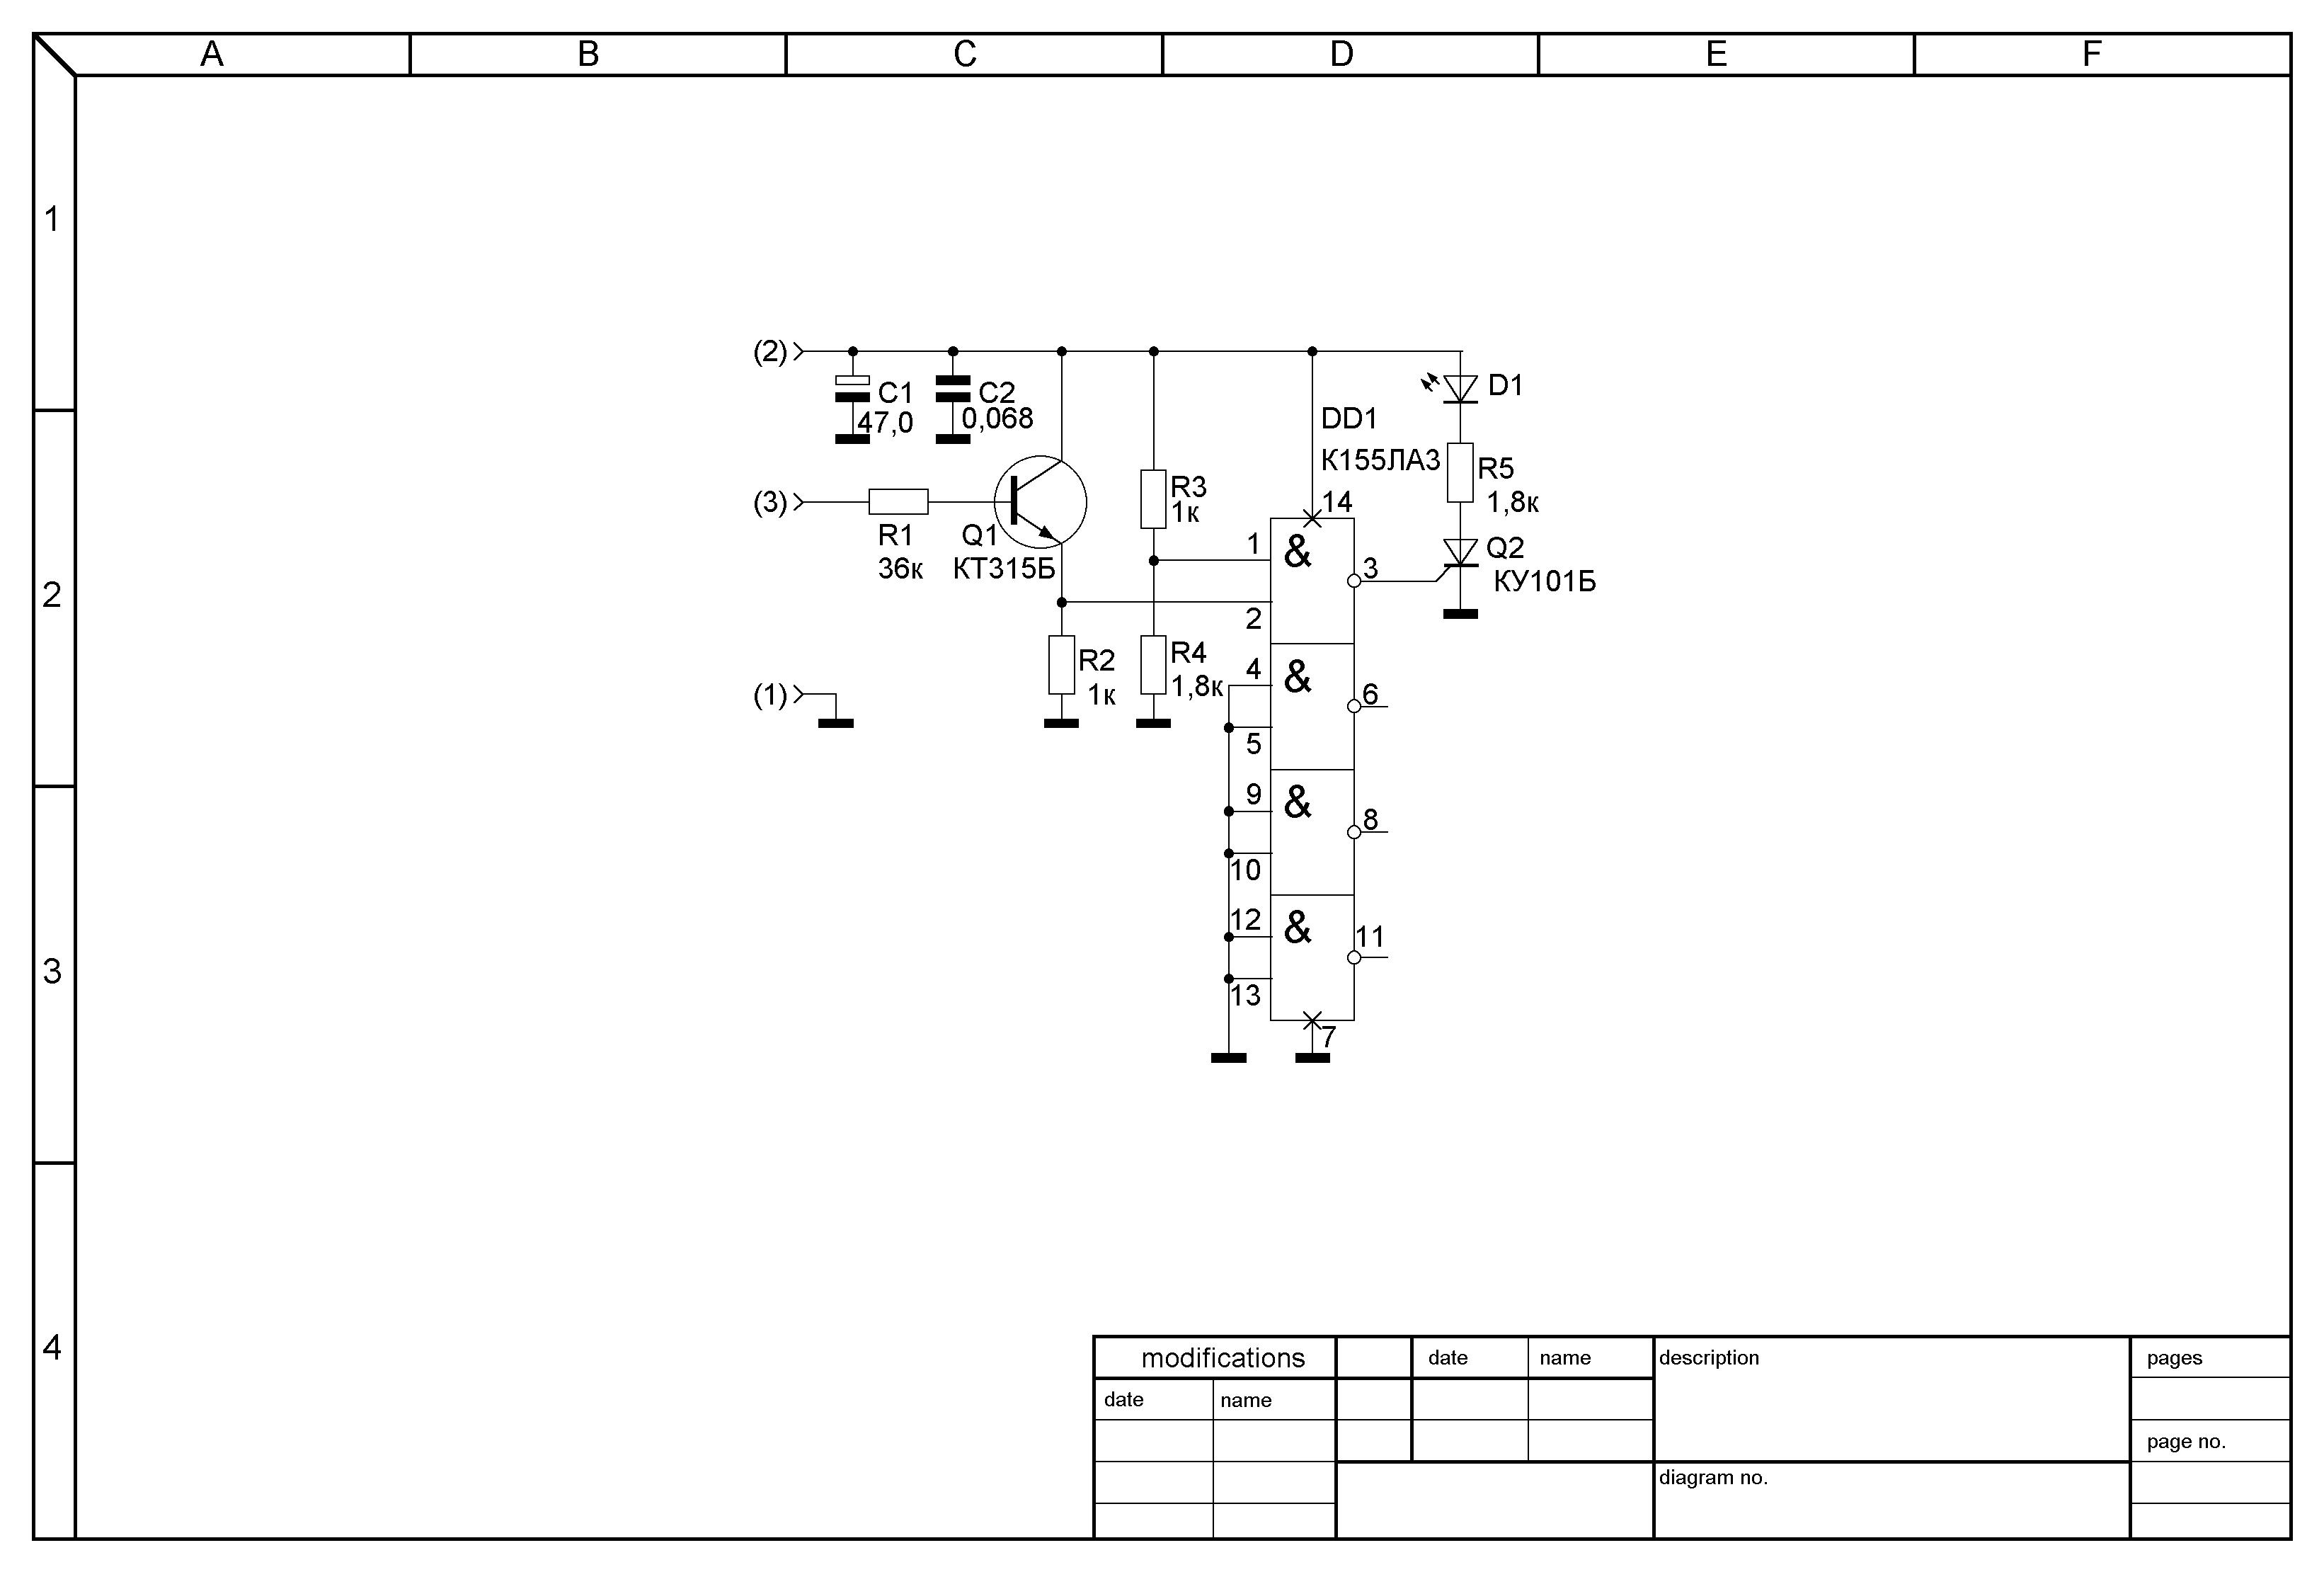 A B C D E F
1
2
3
4
(2)
C1
47,0
C2
0,068
DD1
К155ЛА3
D1
R5
1,8к
(3)
R1
36к
Q1
КТ315Б
R3
1к
14
&
1
2
3
Q2
КУ101Б
R2
1к
R4
1,8к
(1)
&
4
5
6
&
9
10
8
&
12
13
11
7
modifications
date name
date name
description
pages
page no.
diagram no.